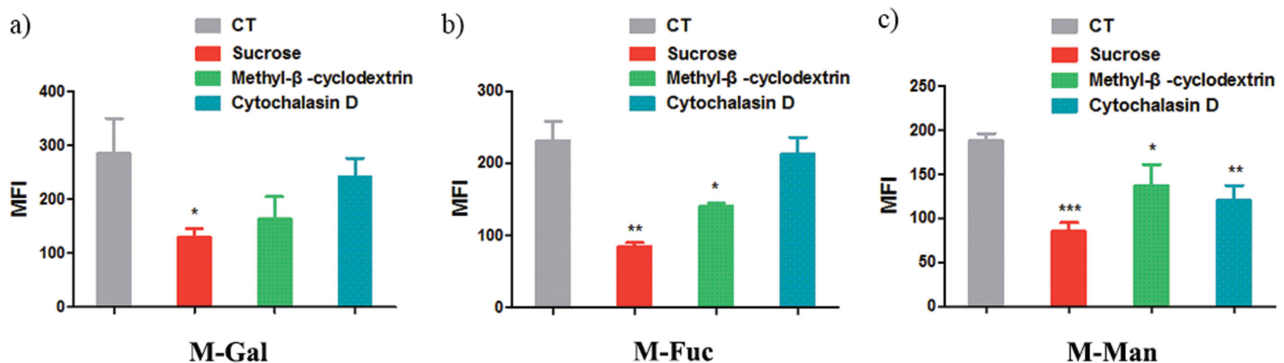 a)
CT
Sucrose
Methyl-β -cyclodextrin
Cytochalasin D
400
300
200
100
0
MFI
*
M-Gal
b)
CT
Sucrose
Methyl-β -cyclodextrin
Cytochalasin D
300
200
100
0
MFI
**
*
M-Fuc
c)
CT
Sucrose
Methyl-β -cyclodextrin
Cytochalasin D
250
200
150
100
50
0
MFI
***
*
**
M-Man